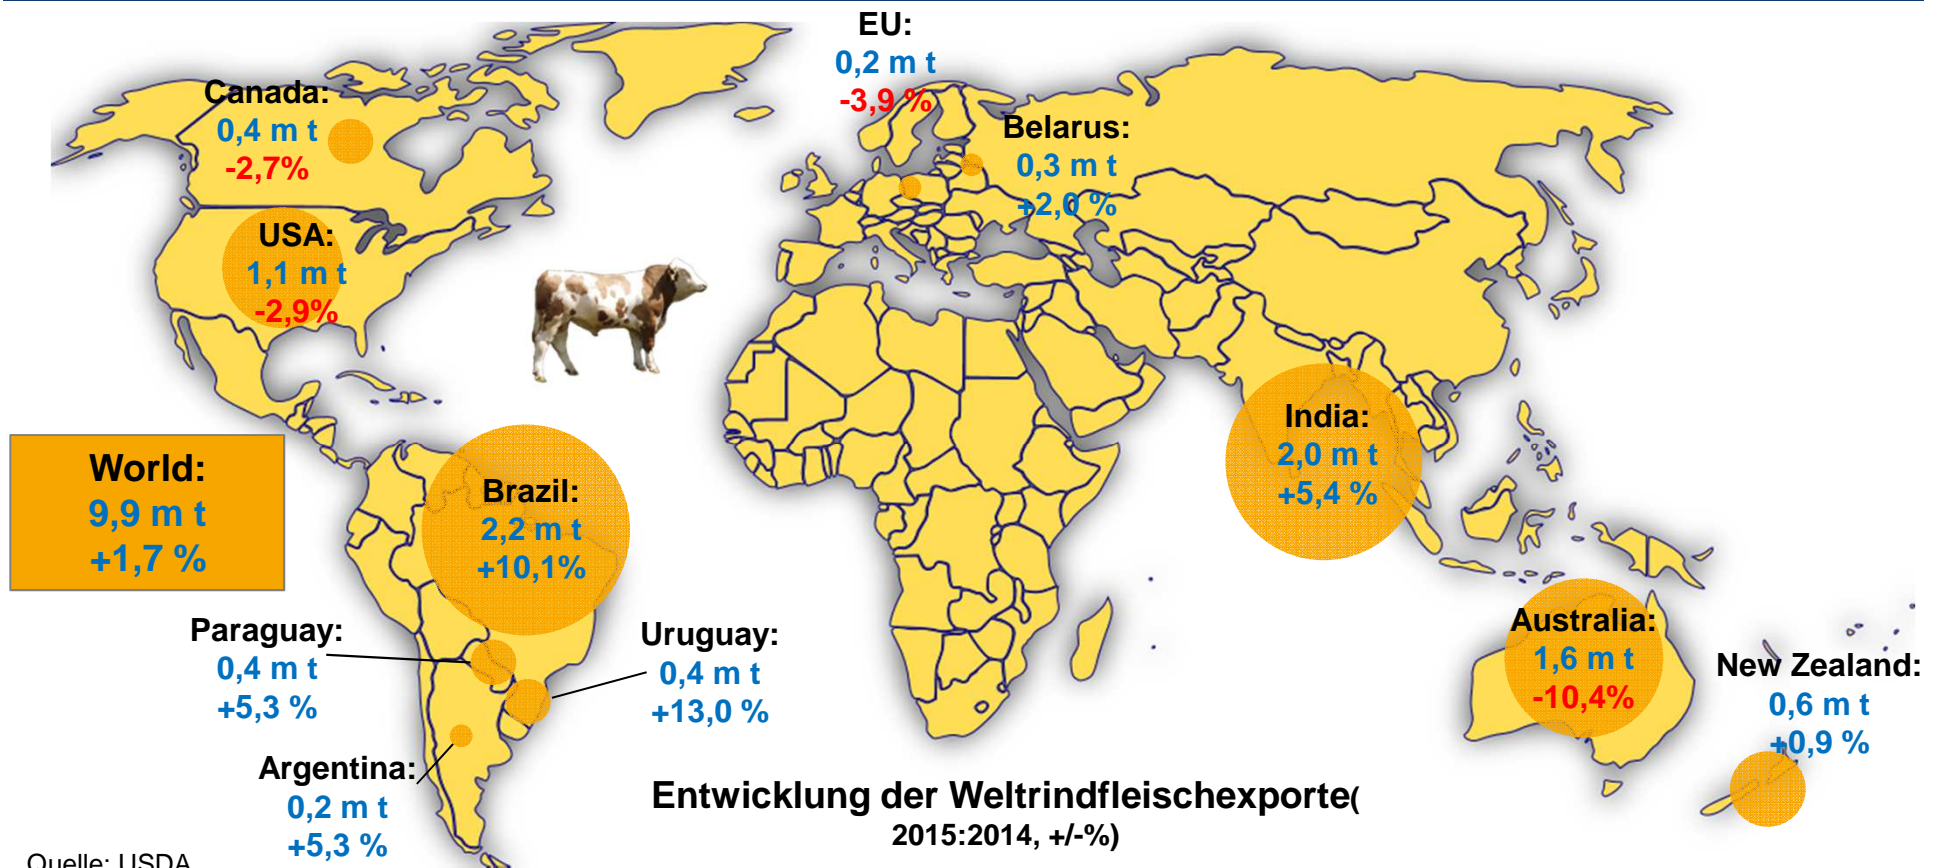 EU:
0,2 m t
-3,9 %
Canada:
0,4 m t
-2,7%
Belarus:
0,3 m t
+2,0 %
USA:
1,1 m t
-2,9%
India:
2,0 m t
+5,4 %
World:
9,9 m t
+1,7 %
Brazil:
2,2 m t
+10,1%
Paraguay:
0,4 m t
+5,3 %
Uruguay:
0,4 m t
+13,0 %
Australia:
1,6 m t
-10,4%
New Zealand:
0,6 m t
+0,9 %
Argentina:
0,2 m t
+5,3 %
Entwicklung der Weltrindfleischexporte(
2015:2014, +/-%)
Quelle: USDA